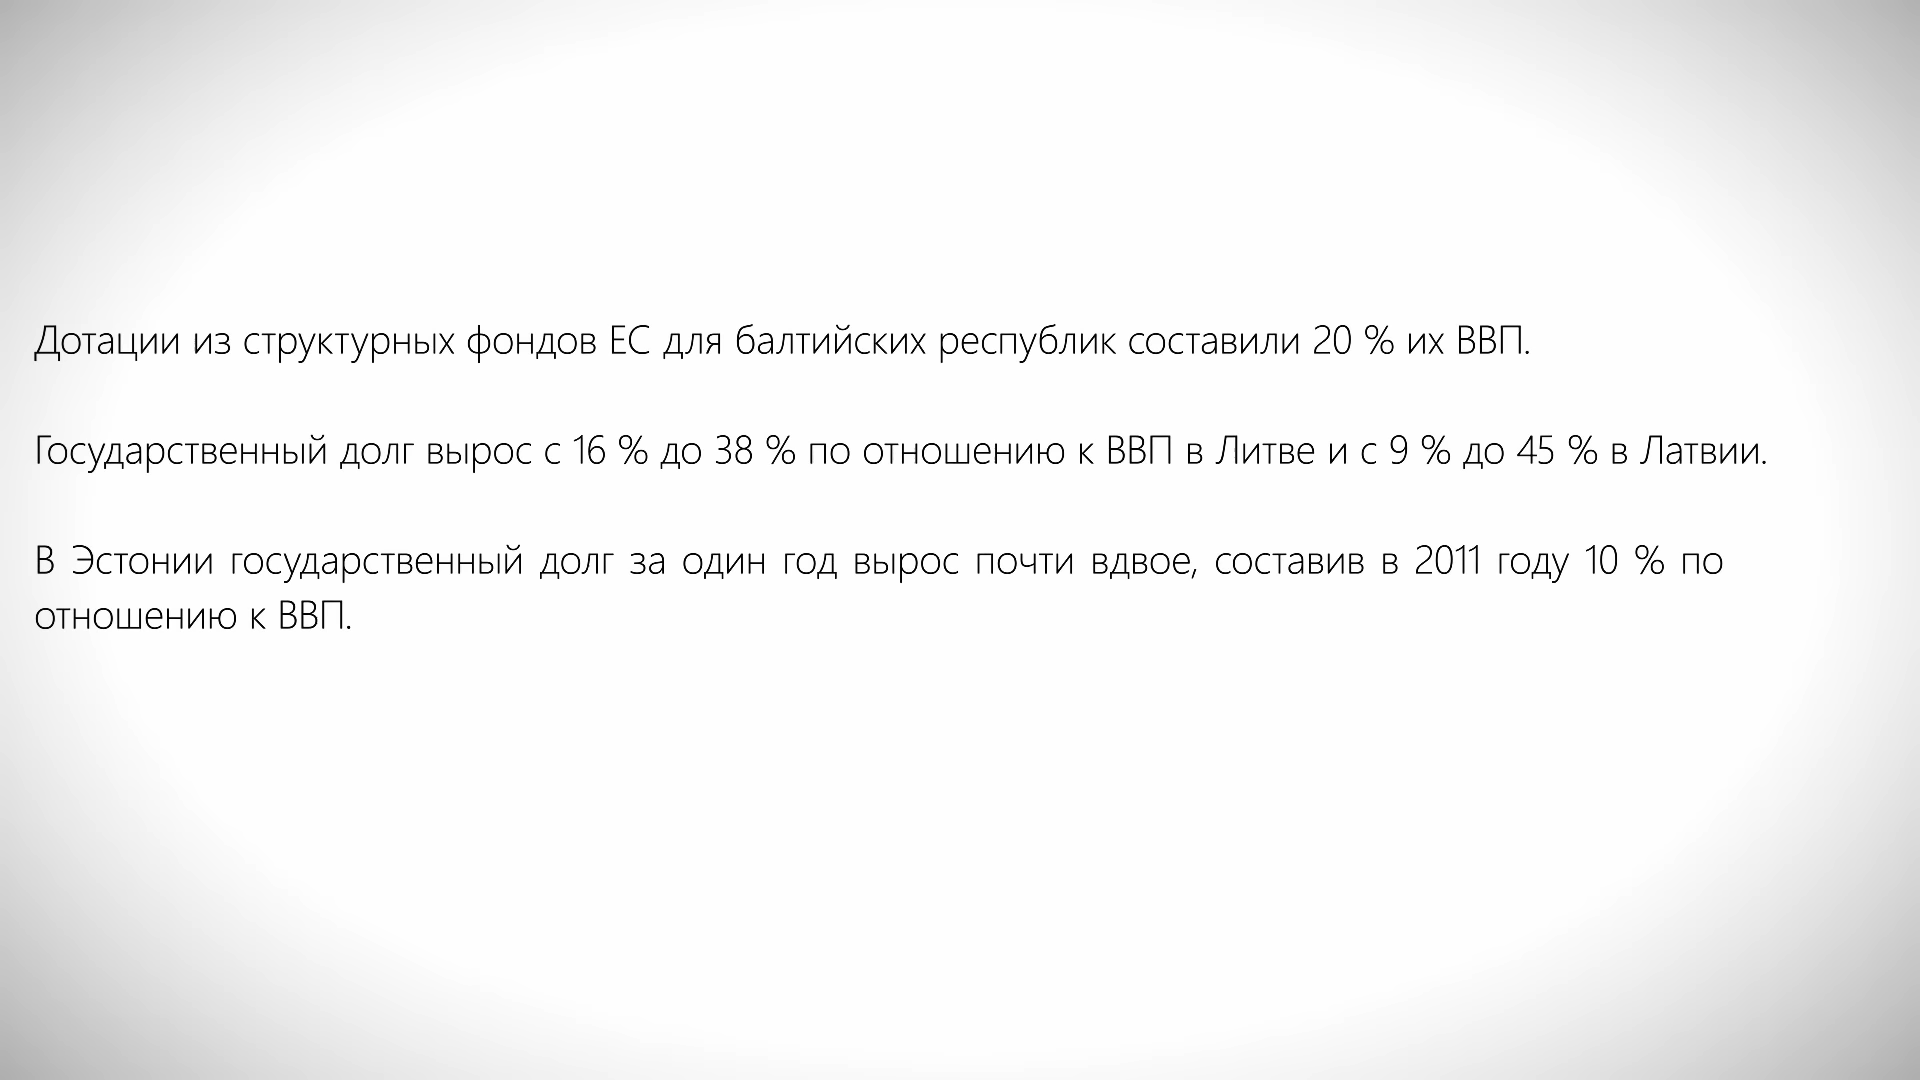 Дотации из структурных фондов ЕС для балтийских республик составили 20 % их ВВП.
Государственный долг вырос с 16 % до 38 % по отношению к ВВП в Литве и с 9 % до 45 % в Латвии.
В Эстонии государственный долг за один год вырос почти вдвое, составив в 2011 году 10 % по
отношению к ВВП.